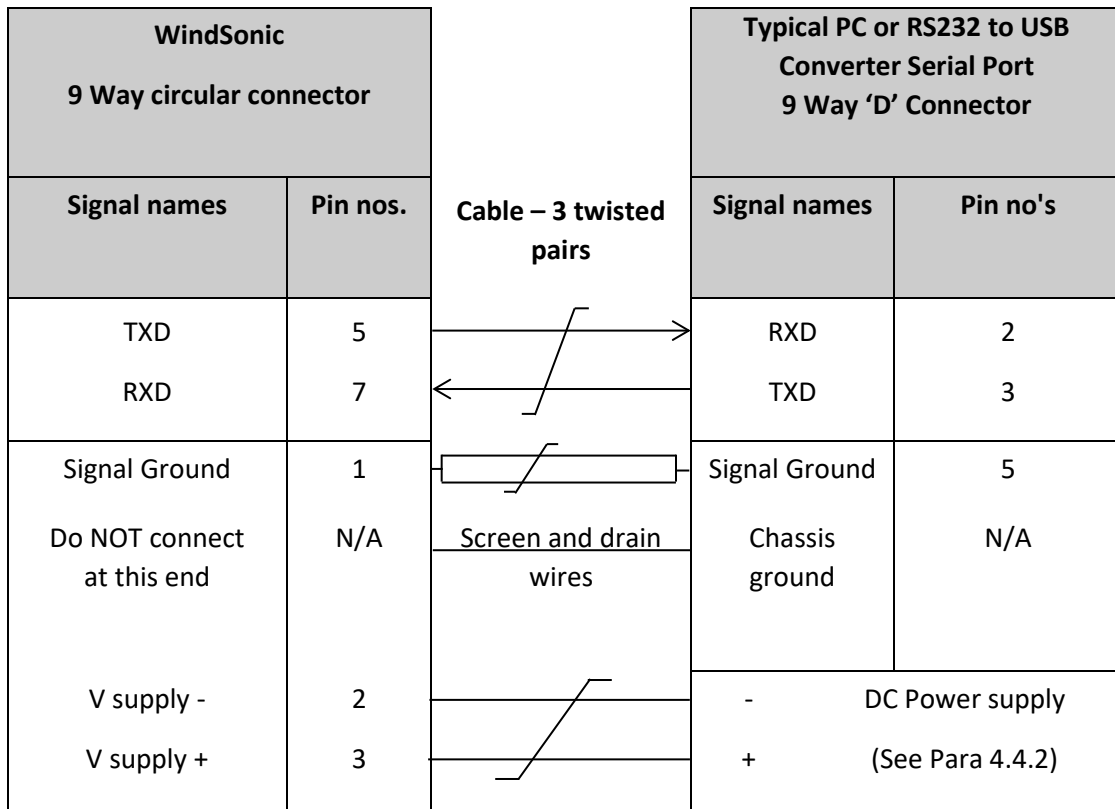 WindSonic
9 Way circular connector
Typical PC or RS232 to USB
Converter Serial Port
9 Way ‘D’ Connector
Signal names Pin nos. Cable – 3 twisted
pairs Signal names Pin no's
TXD 5 RXD 2
RXD 7 TXD 3
Signal Ground 1 Signal Ground 5
Do NOT connect
at this end N/A Screen and drain
wires Chassis
ground N/A
V supply - 2 - DC Power supply
V supply + 3 + (See Para 4.4.2)